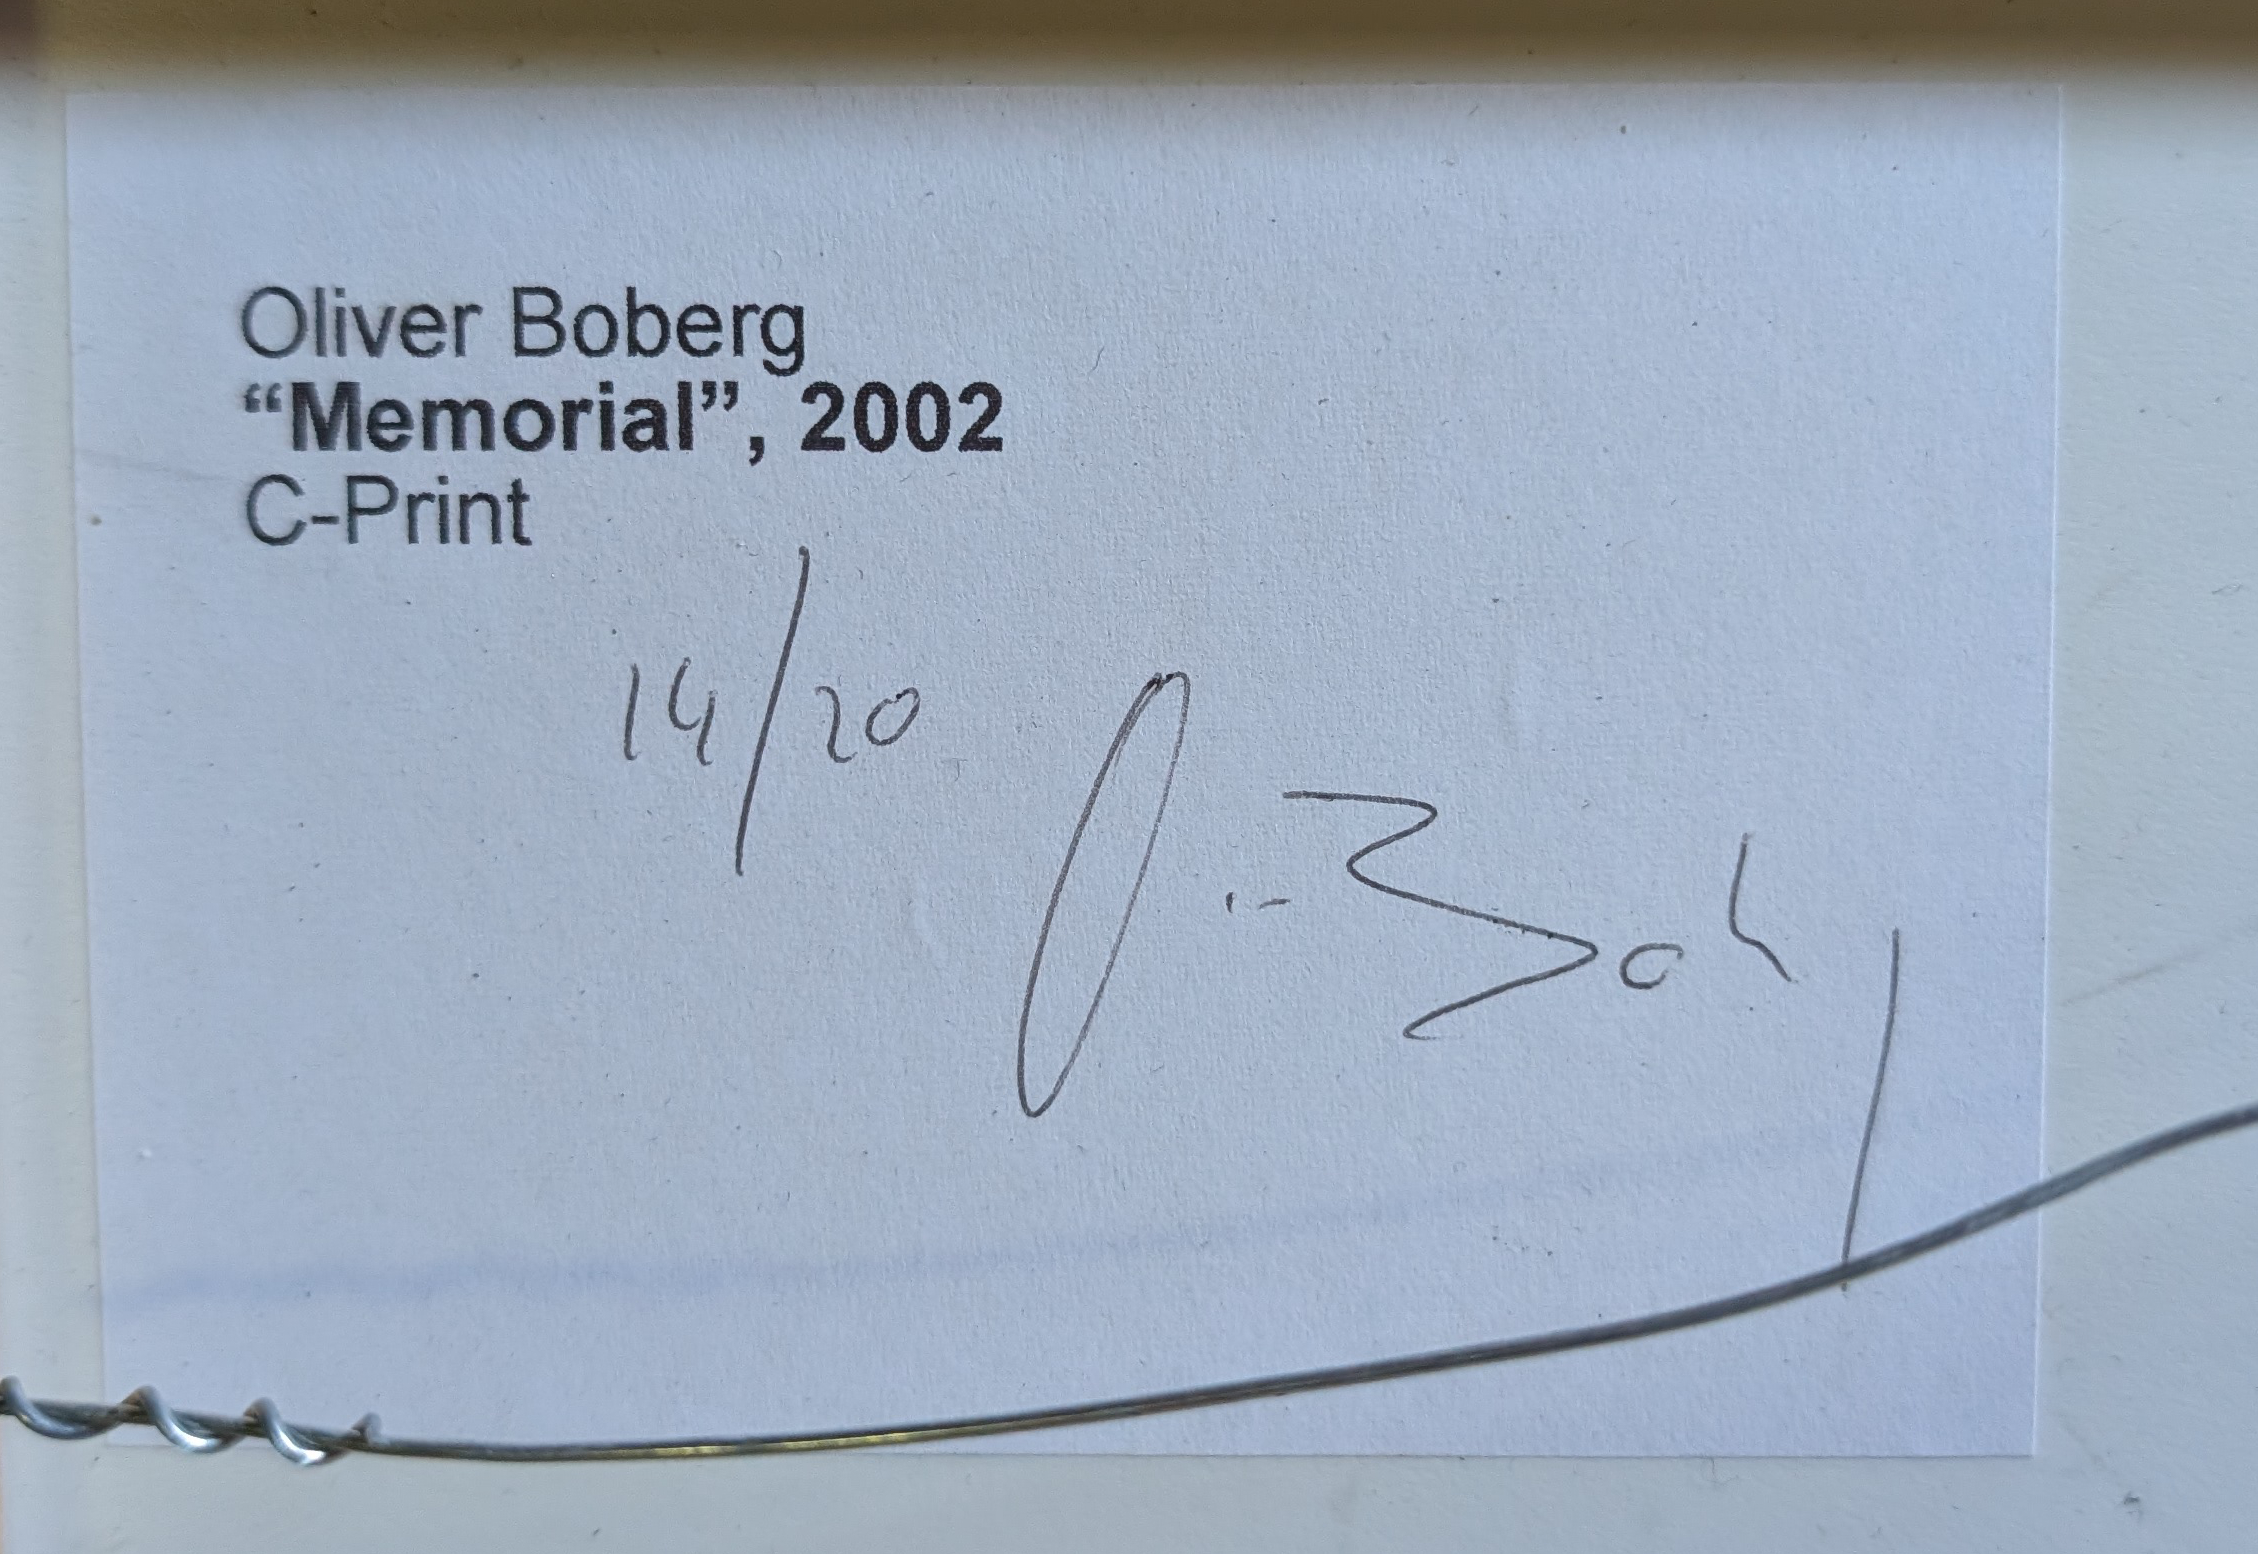 Oliver Boberg
“Memorial”, 2002
C-Print
14/20